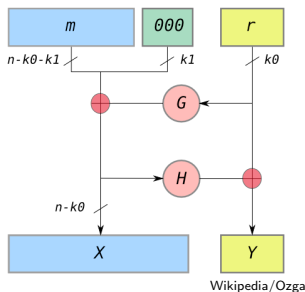 m 000 r
n-k0-k1 k1 k0
G
H
n-k0
X Y
Wikipedia/Ozga